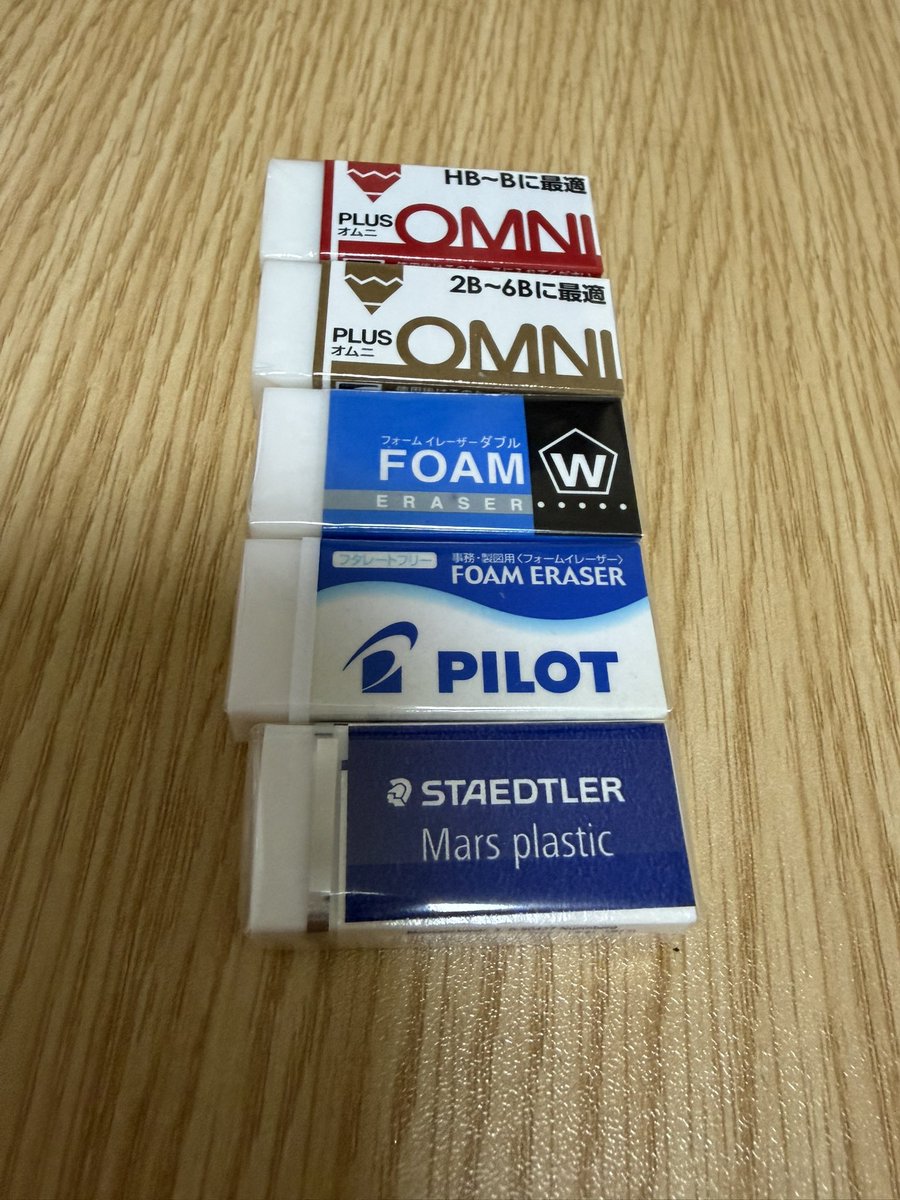 HB~Bに最適
PLUS
オムニ
OMNI
2B~6Bに最適
PLUS
オムニ
OMNI
フォームイレーザーダブル
FOAM
ERASER
W
フタレートフリー
事務・製図用〈フォームイレーザー〉
FOAM ERASER
PILOT
STAEDTLER
Mars plastic